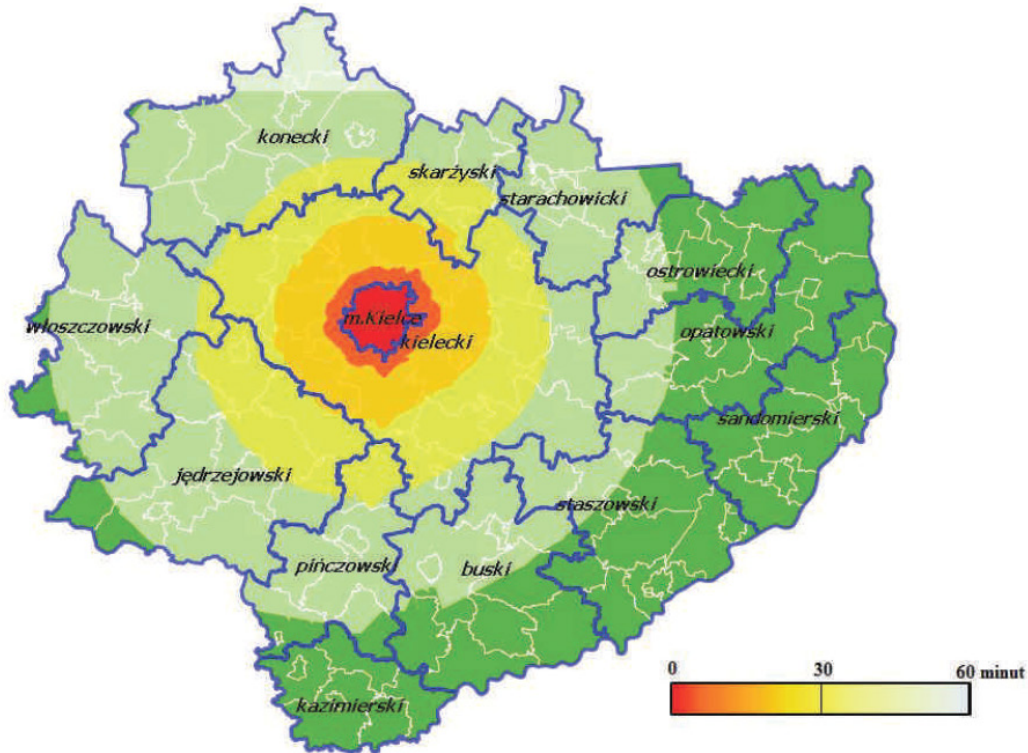 konecki
skarżyski
starachowicki
ostrowiecki
włoszczowski
m.Kielce
kielecki
opatowski
sandomierski
jędrzejowski
staszowski
pińczowski
buski
kazimierski
0 30 60 minut